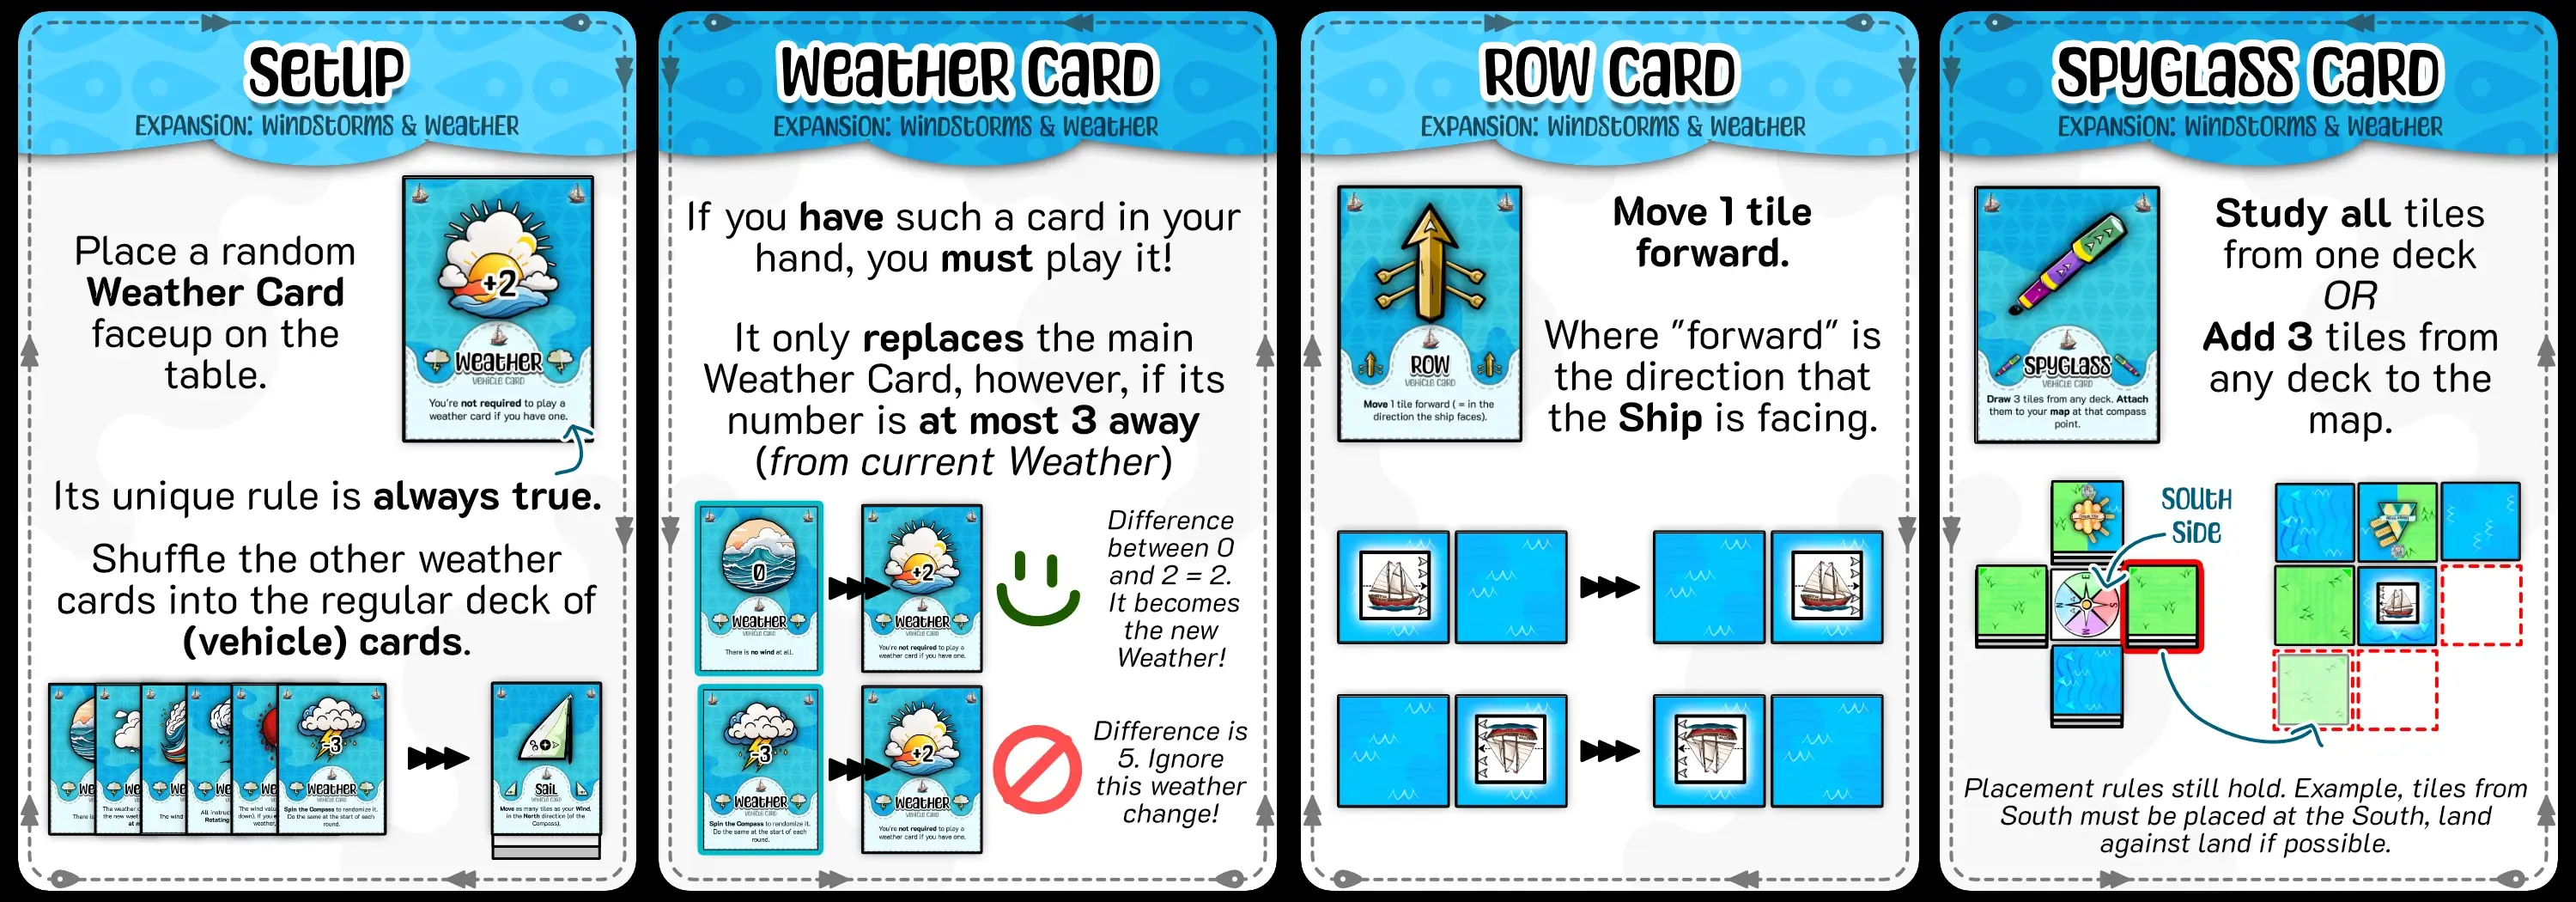 SETUP
EXPANSION: WINDSTORMS & WEATHER
Place a random
Weather Card
faceup on the
table.
+2
WEATHER
VEHICLE CARD
You're not required to play a
weather card if you have one.
Its unique rule is always true.
Shuffle the other weather
cards into the regular deck of
(vehicle) cards.
-3
WEATHER
VEHICLE CARD
Spin the Compass to randomize it.
Do the same at the start of each
round.
SAIL
VEHICLE CARD
Move as many tiles as your Wind,
in the North direction (of the
Compass).
WEATHER CARD
EXPANSION: WINDSTORMS & WEATHER
If you have such a card in your
hand, you must play it!
It only replaces the main
Weather Card, however, if its
number is at most 3 away
(from current Weather)
0
WEATHER
VEHICLE CARD
There is no wind at all.
+2
WEATHER
VEHICLE CARD
You're not required to play a
weather card if you have one.
Difference
between 0
and 2 = 2.
It becomes
the new
Weather!
-3
WEATHER
VEHICLE CARD
Spin the Compass to randomize it.
Do the same at the start of each
round.
+2
WEATHER
VEHICLE CARD
You're not required to play a
weather card if you have one.
Difference is
5. Ignore
this weather
change!
ROW CARD
EXPANSION: WINDSTORMS & WEATHER
ROW
VEHICLE CARD
Move 1 tile forward ( = in the
direction the ship faces).
Move 1 tile
forward.
Where "forward" is
the direction that
the Ship is facing.
SPYGLASS CARD
EXPANSION: WINDSTORMS & WEATHER
SPYGLASS
VEHICLE CARD
Draw 3 tiles from any deck. Attach
them to your map at that compass
point.
Study all tiles
from one deck
OR
Add 3 tiles from
any deck to the
map.
SOUTH
SIDE
Placement rules still hold. Example, tiles from
South must be placed at the South, land
against land if possible.